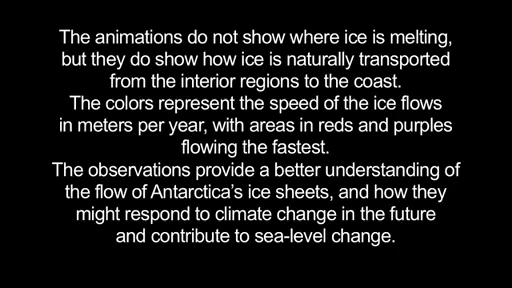 The animations do not show where ice is melting,
but they do show how ice is naturally transported
from the interior regions to the coast.
The colors represent the speed of the ice flows
in meters per year, with areas in reds and purples
flowing the fastest.
The observations provide a better understanding of
the flow of Antarctica's ice sheets, and how they
might respond to climate change in the future
and contribute to sea-level change.